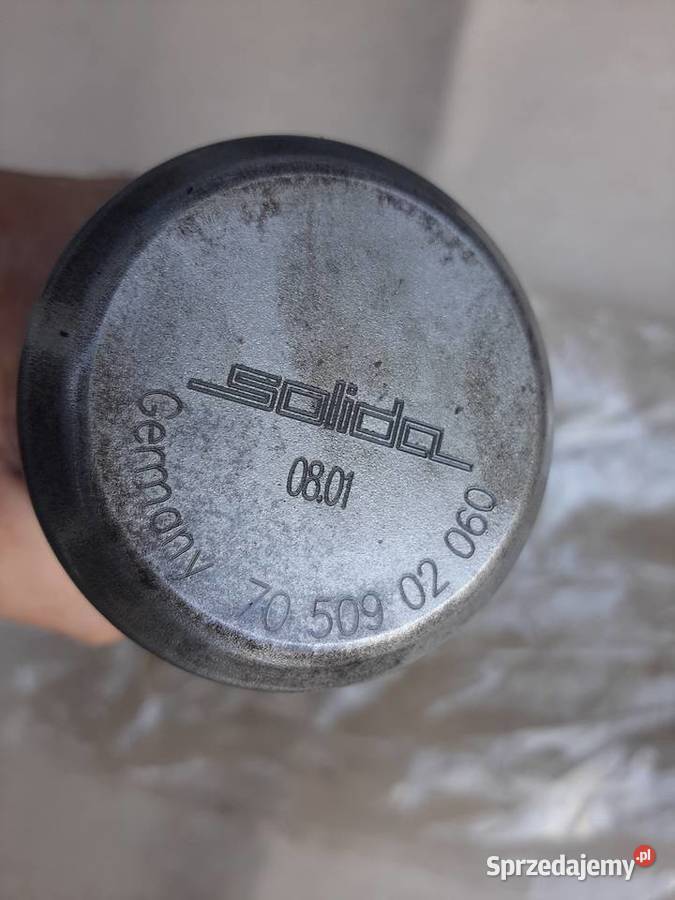 solida
08.01
Germany 70 509 02 060
Sprzedajemy.pl